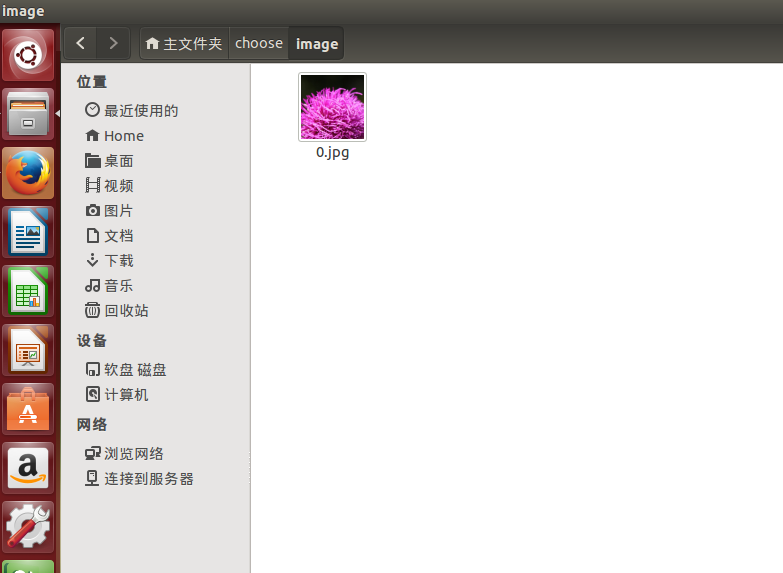 image
主文件夹 choose image
位置
最近使用的
Home
桌面
视频
图片
文档
下载
音乐
回收站
设备
软盘 磁盘
计算机
网络
浏览网络
连接到服务器
0.jpg